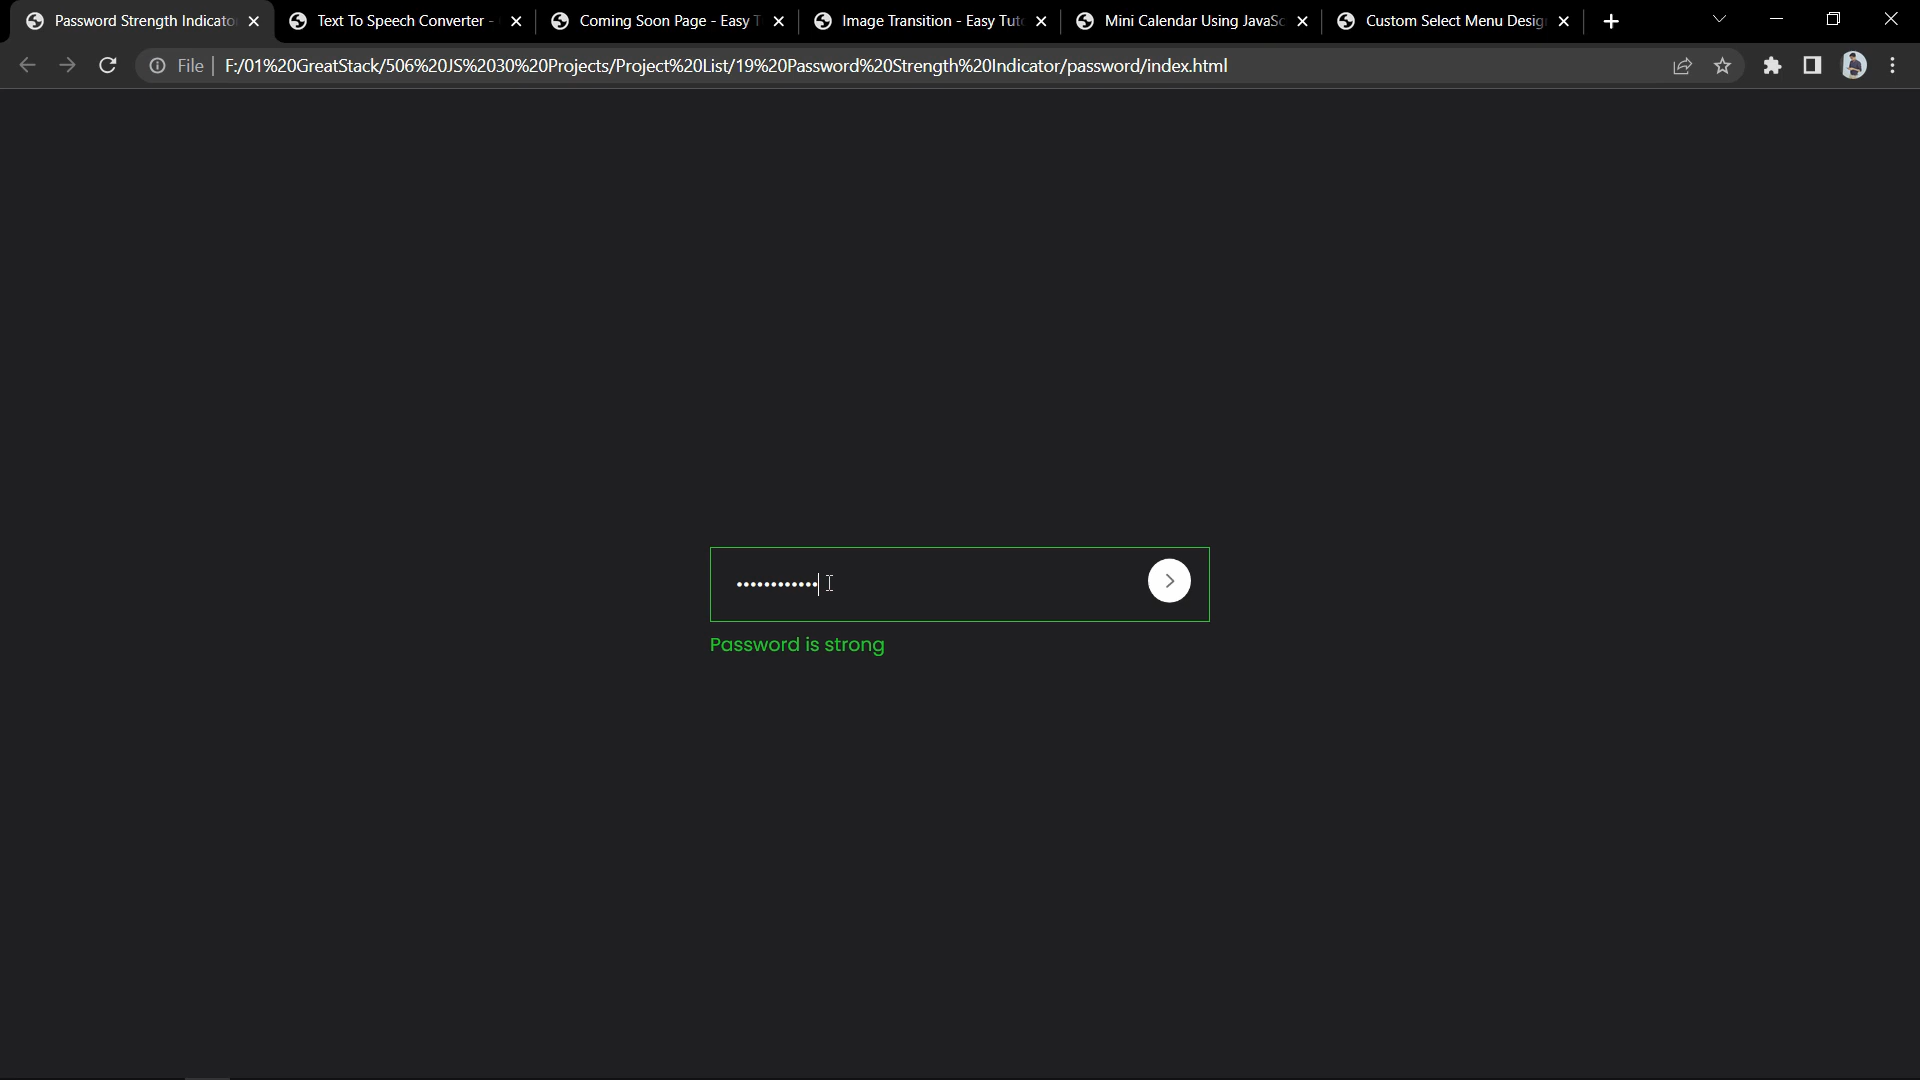 Password Strength Indicato
Text To Speech Converter -
Coming Soon Page - Easy T
Image Transition - Easy Tut
Mini Calendar Using JavaSc
Custom Select Menu Desig
File
F:/01%20GreatStack/506%20JS%2030%20Projects/Project%20List/19%20Password%20Strength%20Indicator/password/index.html
••••••••••••
Password is strong